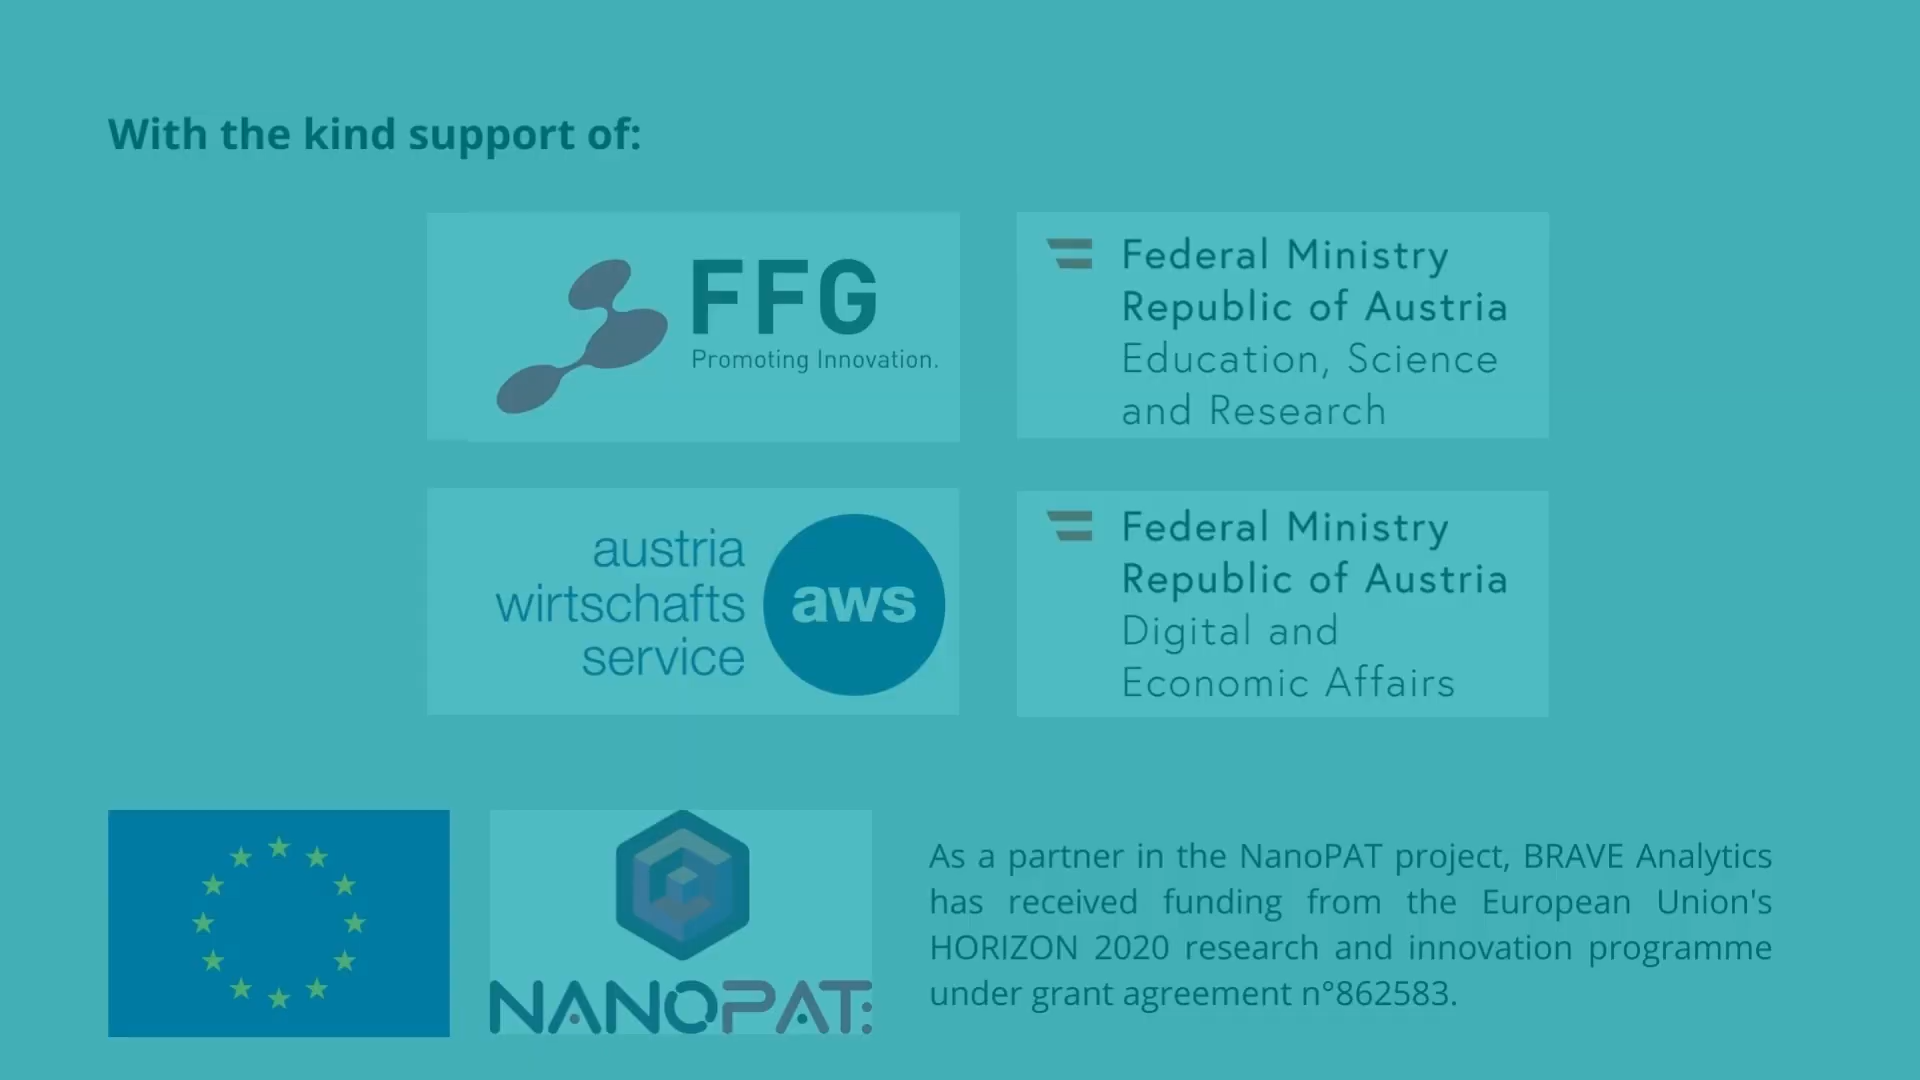 With the kind support of:
FFG
Promoting Innovation.
Federal Ministry
Republic of Austria
Education, Science
and Research
austria
wirtschafts
service
aws
Federal Ministry
Republic of Austria
Digital and
Economic Affairs
NANOPAT:
As a partner in the NanoPAT project, BRAVE Analytics
has received funding from the European Union's
HORIZON 2020 research and innovation programme
under grant agreement n°862583.